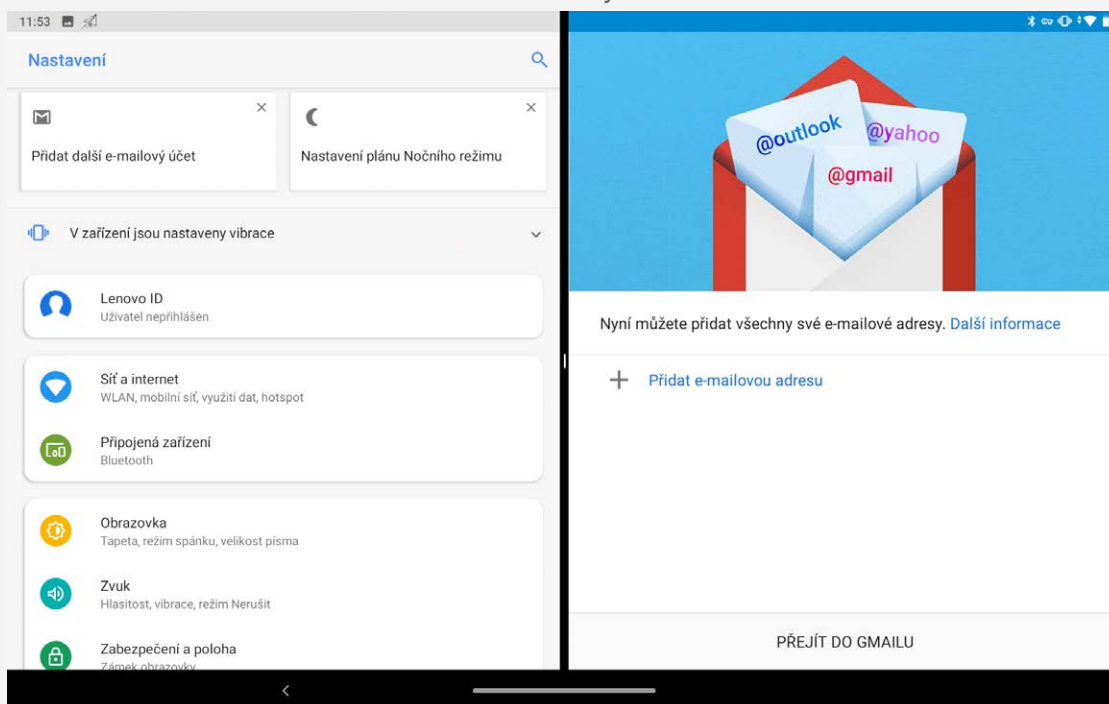 11:53
Nastavení
Přidat další e-mailový účet
Nastavení plánu Nočního režimu
V zařízení jsou nastaveny vibrace
Lenovo ID
Uživatel nepřihlášen
Síť a internet
WLAN, mobilní síť, využití dat, hotspot
Připojená zařízení
Bluetooth
Obrazovka
Tapeta, režim spánku, velikost písma
Zvuk
Hlasitost, vibrace, režim Nerušit
Zabezpečení a poloha
Zámek obrazovky
@outlook
@yahoo
@gmail
Nyní můžete přidat všechny své e-mailové adresy. Další informace
Přidat e-mailovou adresu
PŘEJÍT DO GMAILU